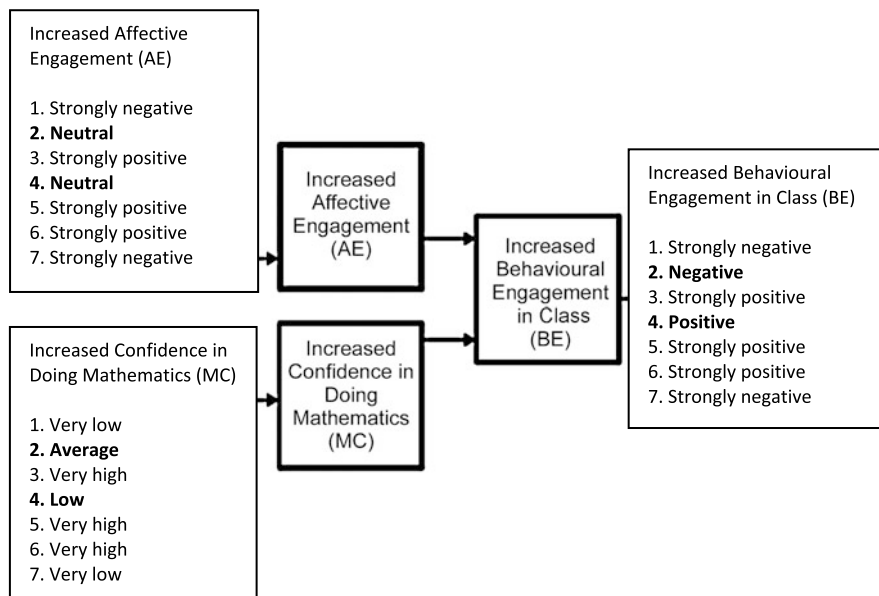 Increased Affective
Engagement (AE)
1. Strongly negative
2. Neutral
3. Strongly positive
4. Neutral
5. Strongly positive
6. Strongly positive
7. Strongly negative
Increased Confidence in
Doing Mathematics (MC)
1. Very low
2. Average
3. Very high
4. Low
5. Very high
6. Very high
7. Very low
Increased
Affective
Engagement
(AE)
Increased
Confidence in
Doing
Mathematics
(MC)
Increased
Behavioural
Engagement
in Class
(BE)
Increased Behavioural
Engagement in Class (BE)
1. Strongly negative
2. Negative
3. Strongly positive
4. Positive
5. Strongly positive
6. Strongly positive
7. Strongly negative